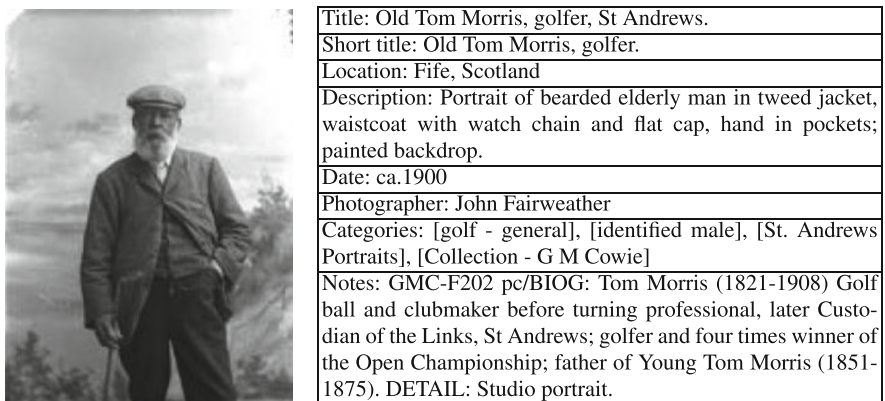 Title: Old Tom Morris, golfer, St Andrews.
Short title: Old Tom Morris, golfer.
Location: Fife, Scotland
Description: Portrait of bearded elderly man in tweed jacket,
waistcoat with watch chain and flat cap, hand in pockets;
painted backdrop.
Date: ca.1900
Photographer: John Fairweather
Categories: [golf - general], [identified male], [St. Andrews
Portraits], [Collection - G M Cowie]
Notes: GMC-F202 pc/BIOG: Tom Morris (1821-1908) Golf
ball and clubmaker before turning professional, later Custo-
dian of the Links, St Andrews; golfer and four times winner of
the Open Championship; father of Young Tom Morris (1851-
1875). DETAIL: Studio portrait.